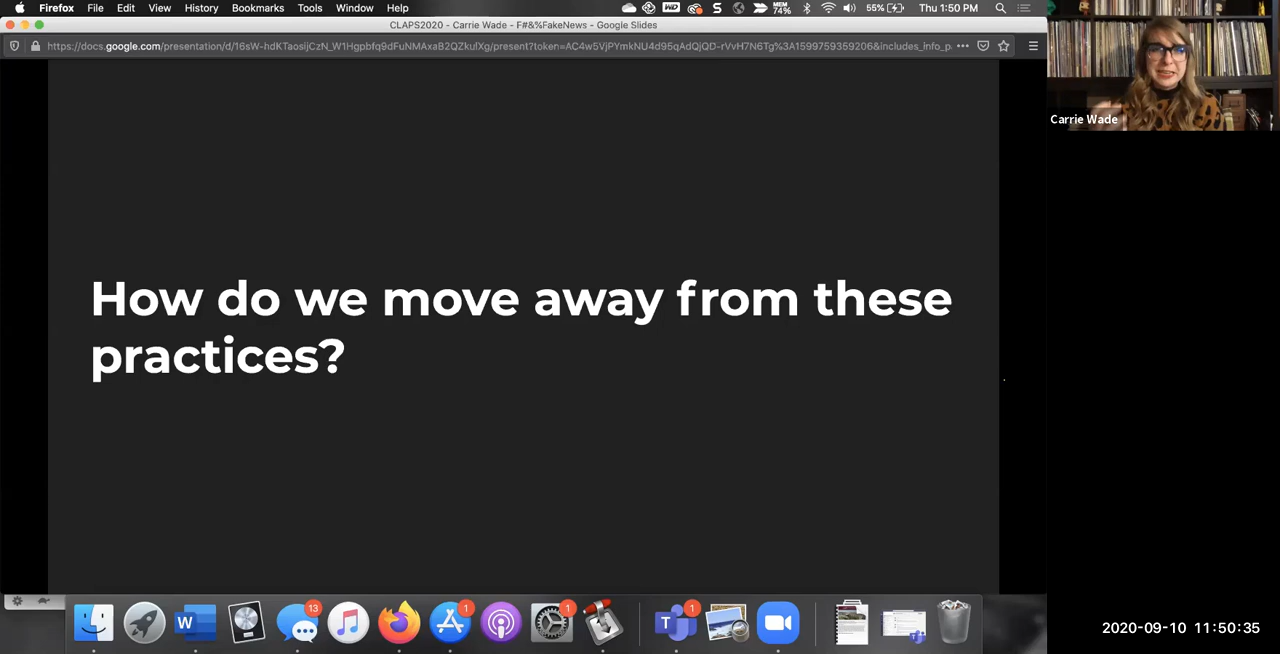 Firefox File Edit View History Bookmarks Tools Window Help WD S MEM 74% 55% Thu 1:50 PM
CLAPS2020 - Carrie Wade - F#&%FakeNews - Google Slides
Carrie Wade
How do we move away from these
practices?
13 1 1 1
W T
2020-09-10 11:50:35